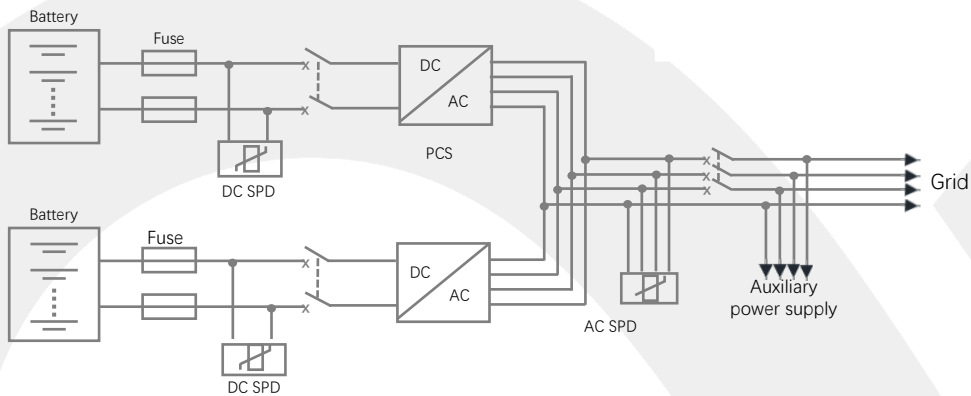 Battery
Fuse
DC
AC
PCS
DC SPD
Grid
Battery
Fuse
DC
AC
Auxiliary
power supply
AC SPD
DC SPD